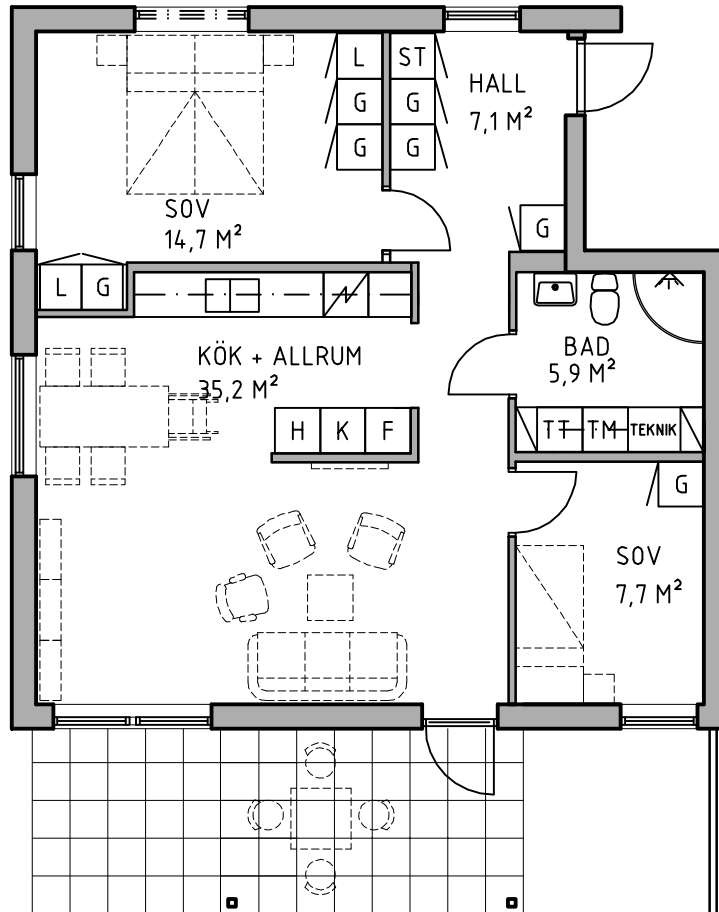 L
ST
HALL
7,1 M²
G
G
G
G
SOV
14,7 M²
G
L G
KÖK + ALLRUM
35,2 M²
BAD
5,9 M²
H K F
TT TM TEKNIK
G
SOV
7,7 M²